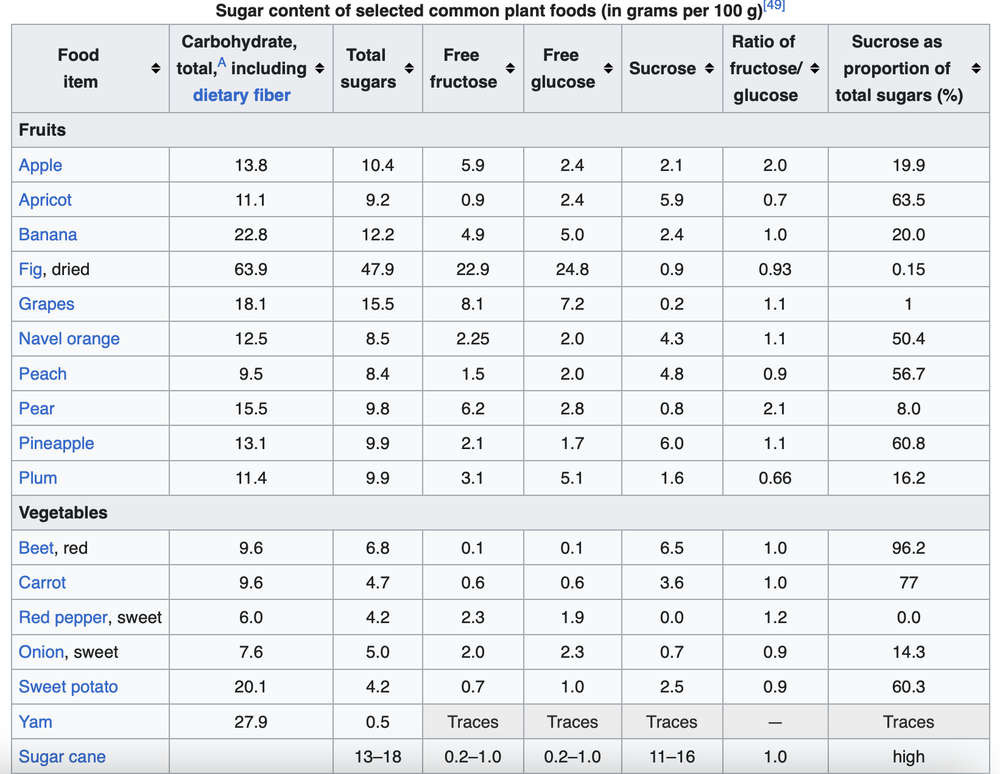 Sugar content of selected common plant foods (in grams per 100 g)[49]
Food item Carbohydrate, total,A including dietary fiber Total sugars Free fructose Free glucose Sucrose Ratio of fructose/ glucose Sucrose as proportion of total sugars (%)
Fruits
Apple 13.8 10.4 5.9 2.4 2.1 2.0 19.9
Apricot 11.1 9.2 0.9 2.4 5.9 0.7 63.5
Banana 22.8 12.2 4.9 5.0 2.4 1.0 20.0
Fig, dried 63.9 47.9 22.9 24.8 0.9 0.93 0.15
Grapes 18.1 15.5 8.1 7.2 0.2 1.1 1
Navel orange 12.5 8.5 2.25 2.0 4.3 1.1 50.4
Peach 9.5 8.4 1.5 2.0 4.8 0.9 56.7
Pear 15.5 9.8 6.2 2.8 0.8 2.1 8.0
Pineapple 13.1 9.9 2.1 1.7 6.0 1.1 60.8
Plum 11.4 9.9 3.1 5.1 1.6 0.66 16.2
Vegetables
Beet, red 9.6 6.8 0.1 0.1 6.5 1.0 96.2
Carrot 9.6 4.7 0.6 0.6 3.6 1.0 77
Red pepper, sweet 6.0 4.2 2.3 1.9 0.0 1.2 0.0
Onion, sweet 7.6 5.0 2.0 2.3 0.7 0.9 14.3
Sweet potato 20.1 4.2 0.7 1.0 2.5 0.9 60.3
Yam 27.9 0.5 Traces Traces Traces — Traces
Sugar cane 13–18 0.2–1.0 0.2–1.0 11–16 1.0 high